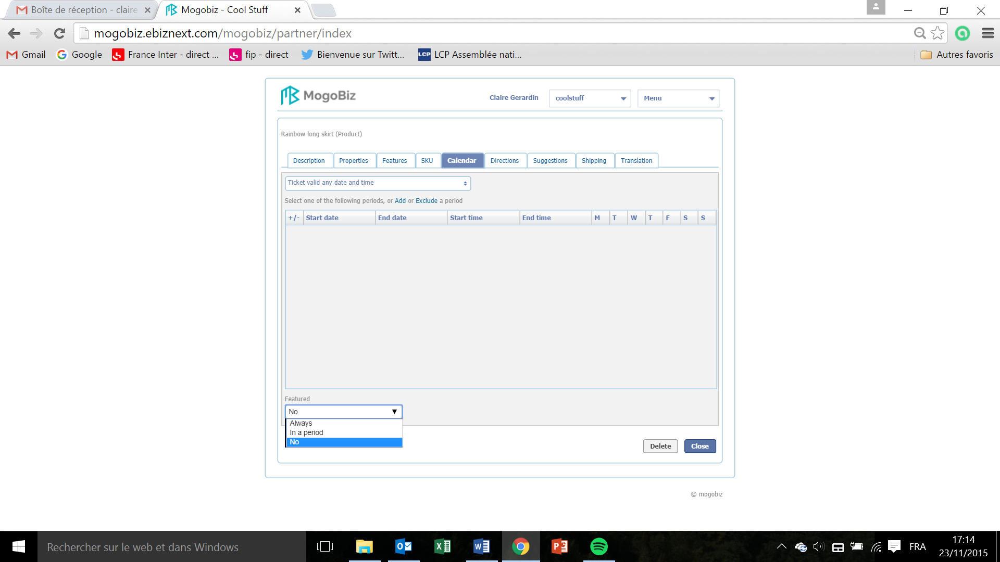 Boîte de réception - claire
Mogobiz - Cool Stuff
mogobiz.ebiznext.com/mogobiz/partner/index
Gmail
Google
France Inter - direct ...
fip - direct
Bienvenue sur Twitt...
LCP
LCP Assemblée nati...
Autres favoris
MogoBiz
Claire Gerardin
coolstuff
Menu
Rainbow long skirt (Product)
Description
Properties
Features
SKU
Calendar
Directions
Suggestions
Shipping
Translation
Ticket valid any date and time
Select one of the following periods, or Add or Exclude a period
+/-
Start date
End date
Start time
End time
M
T
W
T
F
S
S
Featured
No
Always
In a period
No
Delete
Close
© mogobiz
Rechercher sur le web et dans Windows
FRA
17:14
23/11/2015